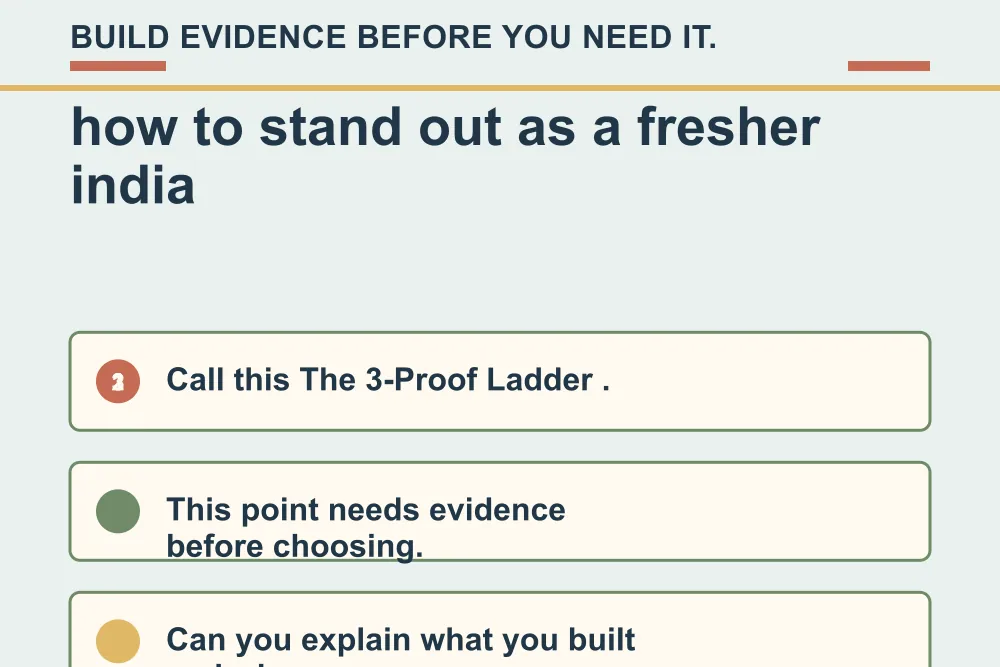 BUILD EVIDENCE BEFORE YOU NEED IT.
how to stand out as a fresher
india
Call this The 3-Proof Ladder .
This point needs evidence
before choosing.
Can you explain what you built